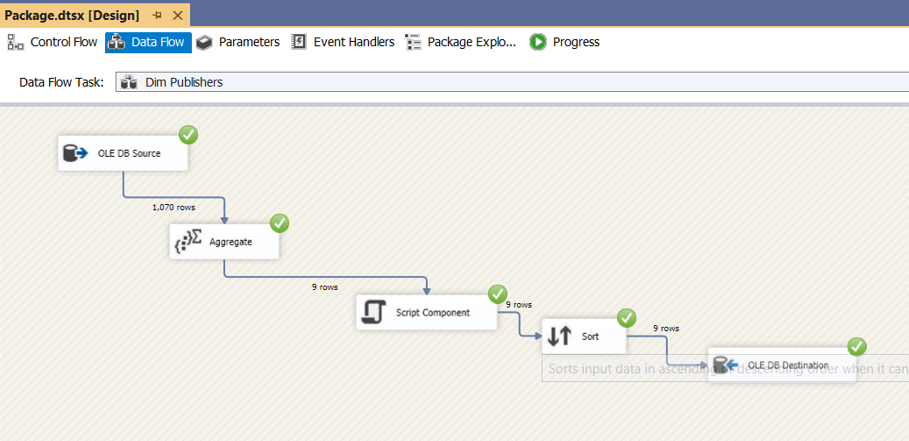 Package.dtsx [Design]
Control Flow Data Flow Parameters Event Handlers Package Explo... Progress
Data Flow Task: Dim Publishers
OLE DB Source
1,070 rows
Aggregate
9 rows
Script Component
9 rows
Sort
9 rows
OLE DB Destination
Sorts input data in ascending or descending order when it can